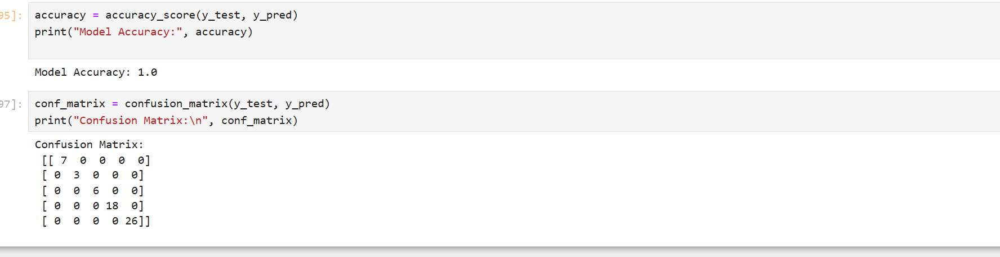 95]:
accuracy = accuracy_score(y_test, y_pred)
print("Model Accuracy:", accuracy)
Model Accuracy: 1.0
97]:
conf_matrix = confusion_matrix(y_test, y_pred)
print("Confusion Matrix:\n", conf_matrix)
Confusion Matrix:
[[ 7  0  0  0  0]
[ 0  3  0  0  0]
[ 0  0  6  0  0]
[ 0  0  0 18  0]
[ 0  0  0  0 26]]